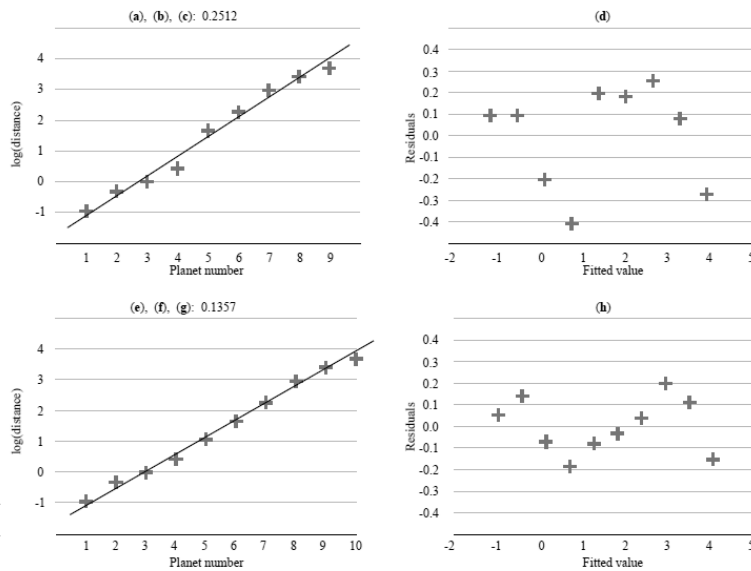 (a), (b), (c): 0.2512
4
3
2
1
0
-1
log(distance)
1 2 3 4 5 6 7 8 9
Planet number
(d)
0.4
0.3
0.2
0.1
0.0
-0.1
-0.2
-0.3
-0.4
Residuals
-2 -1 0 1 2 3 4 5
Fitted value
(e), (f), (g): 0.1357
4
3
2
1
0
-1
log(distance)
1 2 3 4 5 6 7 8 9 10
Planet number
(h)
0.4
0.3
0.2
0.1
0.0
-0.1
-0.2
-0.3
-0.4
Residuals
-2 -1 0 1 2 3 4 5
Fitted value